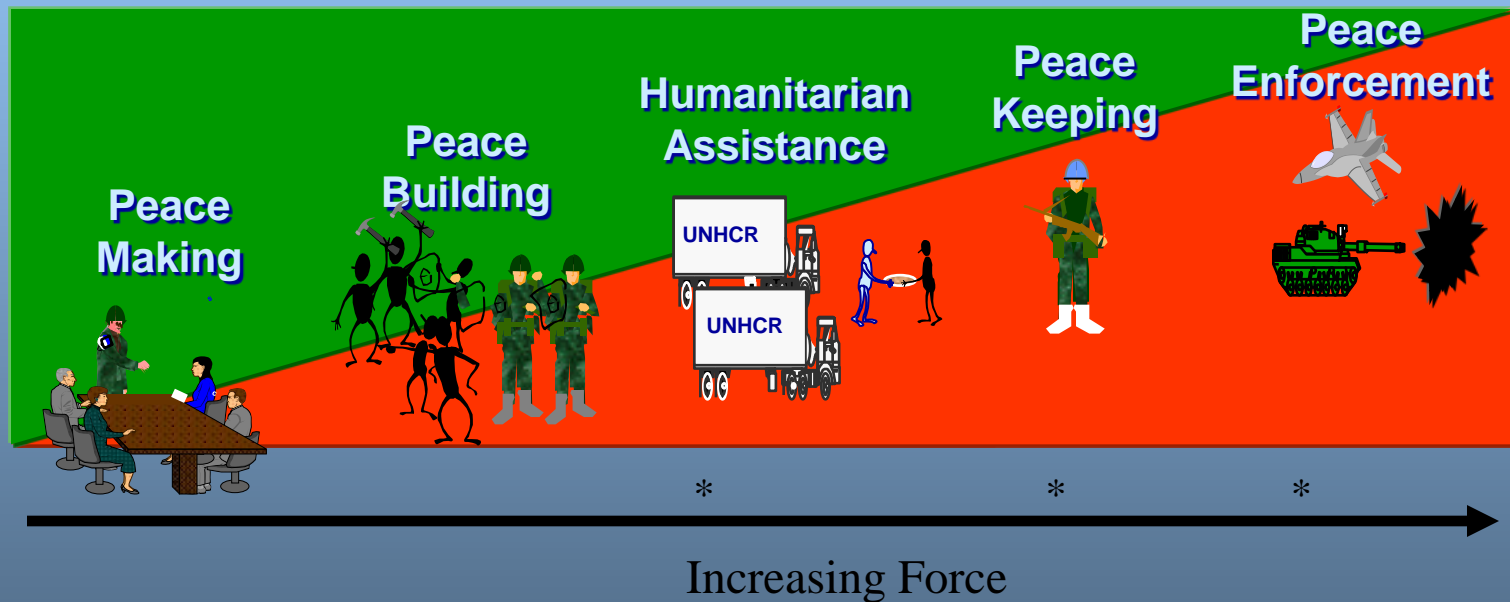 Peace
Making
Peace
Building
Humanitarian
Assistance
Peace
Keeping
Peace
Enforcement
UNHCR
UNHCR
* * *
Increasing Force